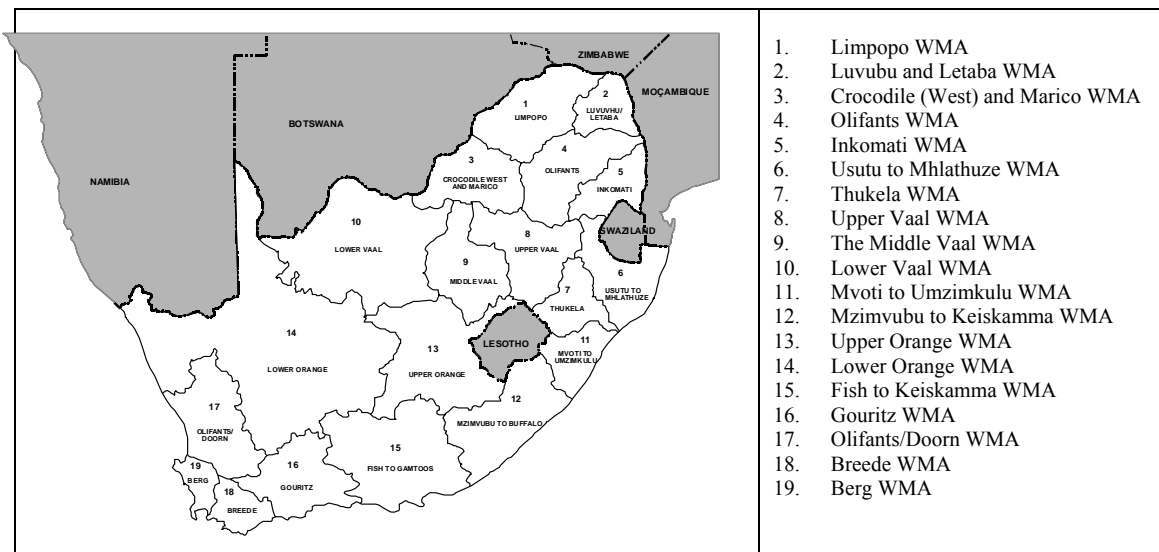 ZIMBABWE
MOÇAMBIQUE
BOTSWANA
NAMIBIA
1
LIMPOPO
2
LUVUVHU/
LETABA
3
CROCODILE WEST
AND MARICO
4
OLIFANTS
5
INKOMATI
SWAZILAND
10
LOWER VAAL
8
UPPER VAAL
9
MIDDLE VAAL
6
USUTU TO
MHLATHUZE
7
THUKELA
LESOTHO
14
LOWER ORANGE
13
UPPER ORANGE
11
MVOTI TO
UMZIMKULU
12
MZIMVUBU TO BUFFALO
17
OLIFANTS/
DOORN
15
FISH TO GAMTOOS
16
GOURITZ
19
BERG
18
BREEDE
1. Limpopo WMA
2. Luvubu and Letaba WMA
3. Crocodile (West) and Marico WMA
4. Olifants WMA
5. Inkomati WMA
6. Usutu to Mhlathuze WMA
7. Thukela WMA
8. Upper Vaal WMA
9. The Middle Vaal WMA
10. Lower Vaal WMA
11. Mvoti to Umzimkulu WMA
12. Mzimvubu to Keiskamma WMA
13. Upper Orange WMA
14. Lower Orange WMA
15. Fish to Keiskamma WMA
16. Gouritz WMA
17. Olifants/Doorn WMA
18. Breede WMA
19. Berg WMA